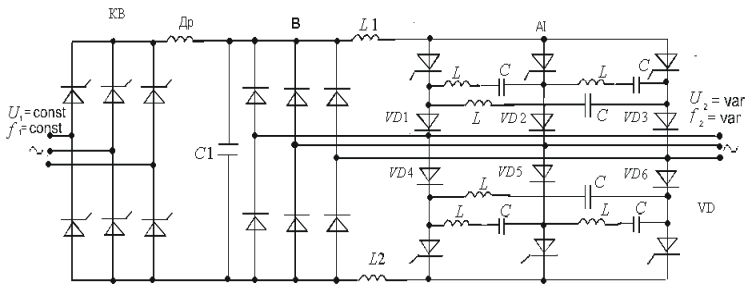 КВ
Др
В
L1
АІ
L
C
L
C
L
C
U₁=const
f₁=const
~
C1
VD1
VD2
VD3
U₂ = var
f₂ = var
~
VD4
VD5
VD6
VD
L
C
L
C
L
C
L2